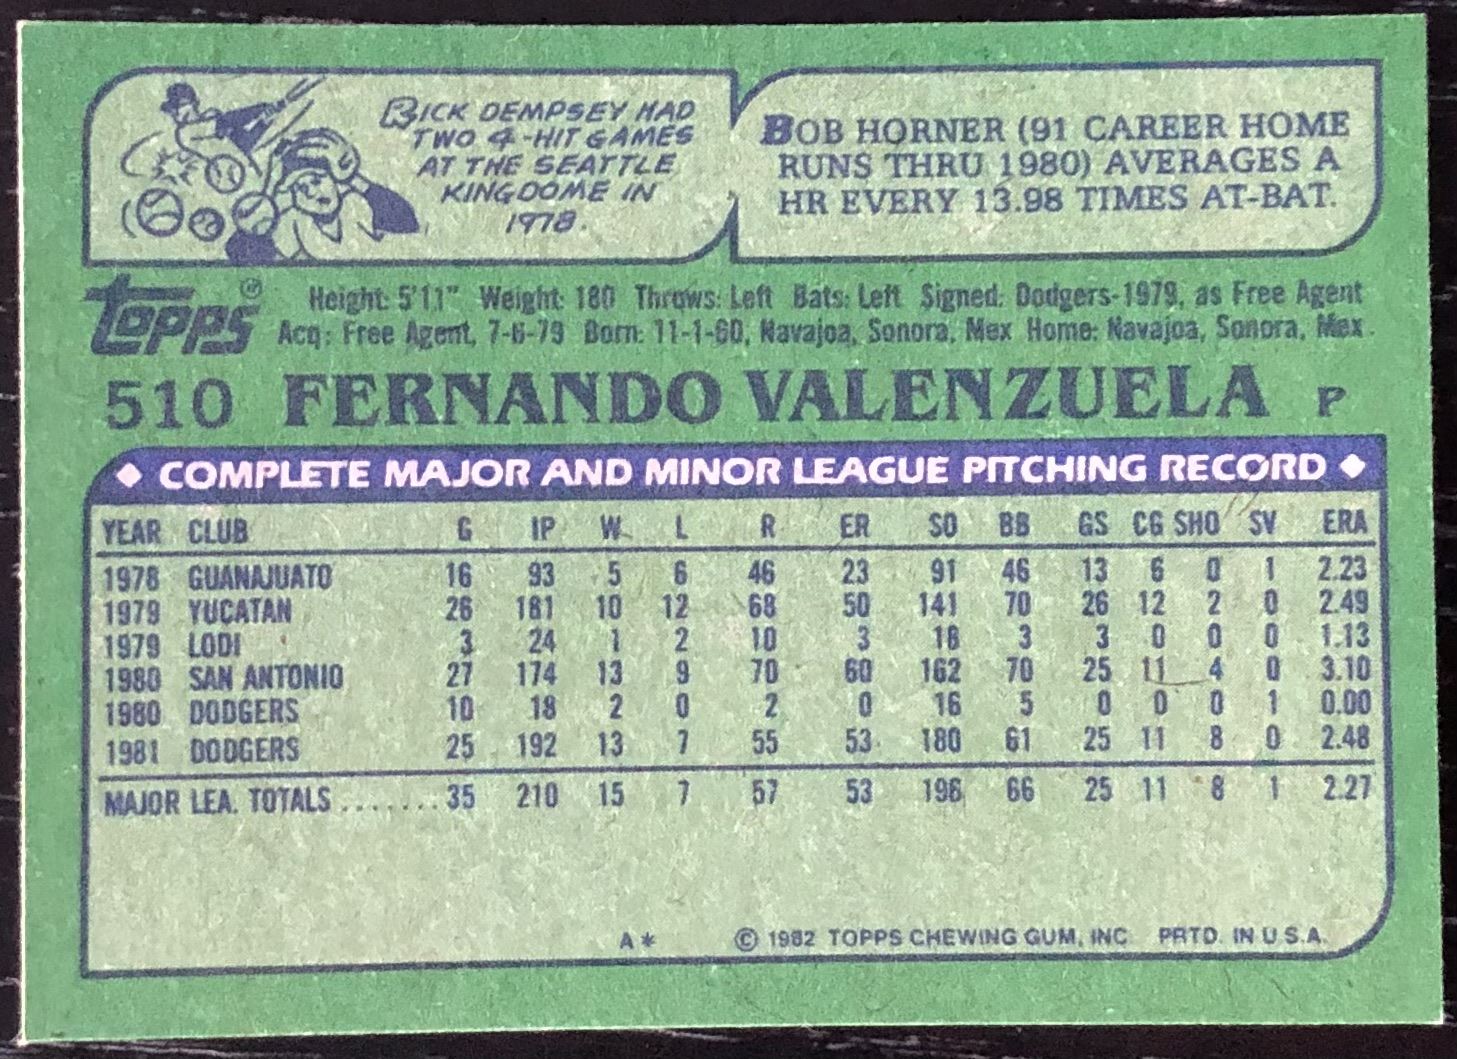 RICK DEMPSEY HAD
TWO 4-HIT GAMES
AT THE SEATTLE
KINGDOME IN
1978.
BOB HORNER (91 CAREER HOME
RUNS THRU 1980) AVERAGES A
HR EVERY 13.98 TIMES AT-BAT.
TOPPS®
Height: 5'11" Weight: 180 Throws: Left Bats: Left Signed: Dodgers-1979, as Free Agent
Acq: Free Agent, 7-6-79 Born: 11-1-60, Navajoa, Sonora, Mex Home: Navajoa, Sonora, Mex.
510 FERNANDO VALENZUELA P
◆ COMPLETE MAJOR AND MINOR LEAGUE PITCHING RECORD ◆
YEAR CLUB G IP W L R ER SO BB GS CG SHO SV ERA
1978 GUANAJUATO 16 93 5 6 46 23 91 46 13 6 0 1 2.23
1979 YUCATAN 26 181 10 12 68 50 141 70 26 12 2 0 2.49
1979 LODI 3 24 1 2 10 3 18 3 3 0 0 0 1.13
1980 SAN ANTONIO 27 174 13 9 70 60 162 70 25 11 4 0 3.10
1980 DODGERS 10 18 2 0 2 0 16 5 0 0 0 1 0.00
1981 DODGERS 25 192 13 7 55 53 180 61 25 11 8 0 2.48
MAJOR LEA. TOTALS ....... 35 210 15 7 57 53 196 66 25 11 8 1 2.27
A* © 1982 TOPPS CHEWING GUM, INC PRTD. IN U.S.A.